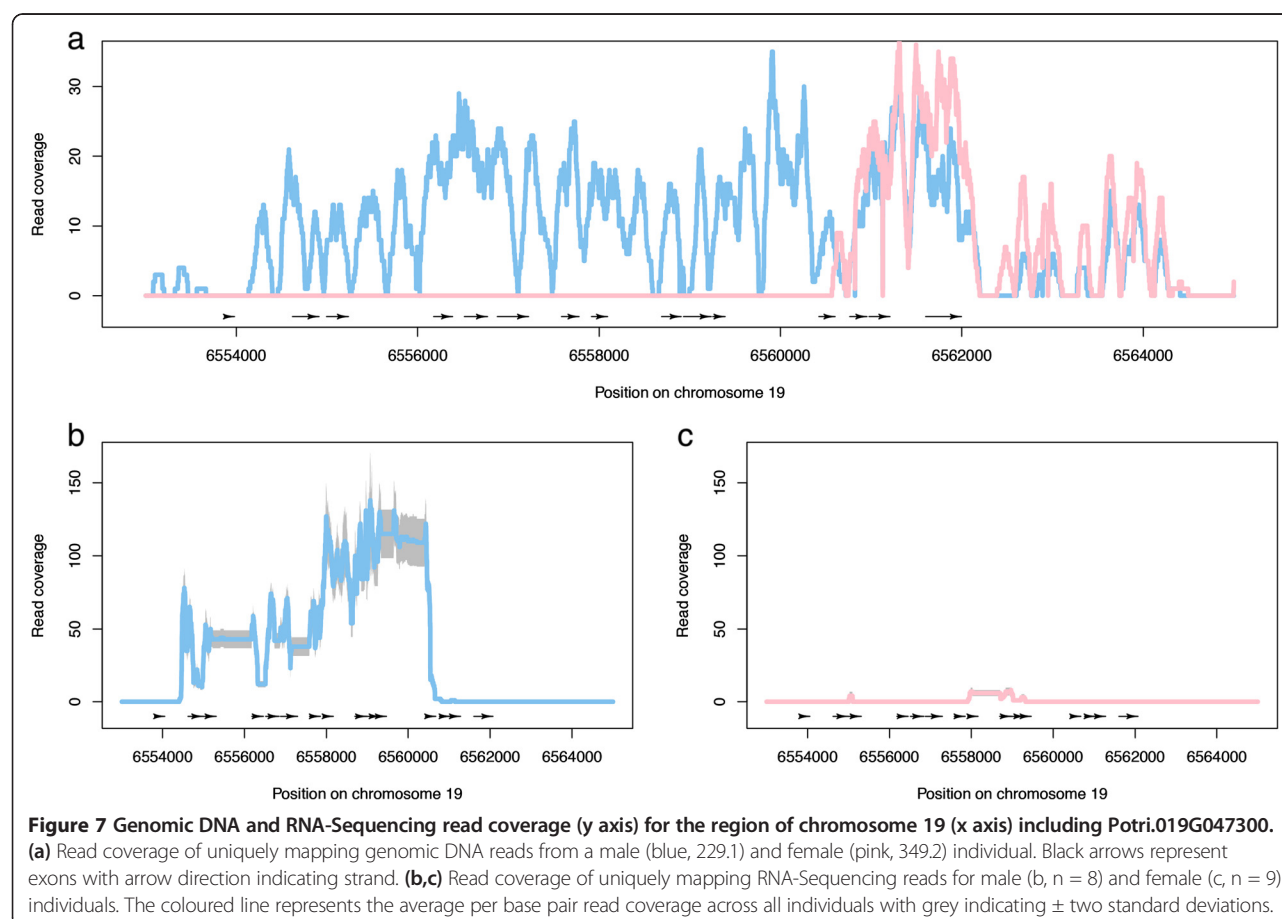 a
Read coverage
30
20
10
0
6554000 6556000 6558000 6560000 6562000 6564000
Position on chromosome 19
b
Read coverage
150
100
50
0
6554000 6556000 6558000 6560000 6562000 6564000
Position on chromosome 19
c
Read coverage
150
100
50
0
6554000 6556000 6558000 6560000 6562000 6564000
Position on chromosome 19
Figure 7 Genomic DNA and RNA-Sequencing read coverage (y axis) for the region of chromosome 19 (x axis) including Potri.019G047300.
(a) Read coverage of uniquely mapping genomic DNA reads from a male (blue, 229.1) and female (pink, 349.2) individual. Black arrows represent
exons with arrow direction indicating strand. (b,c) Read coverage of uniquely mapping RNA-Sequencing reads for male (b, n = 8) and female (c, n = 9)
individuals. The coloured line represents the average per base pair read coverage across all individuals with grey indicating ± two standard deviations.